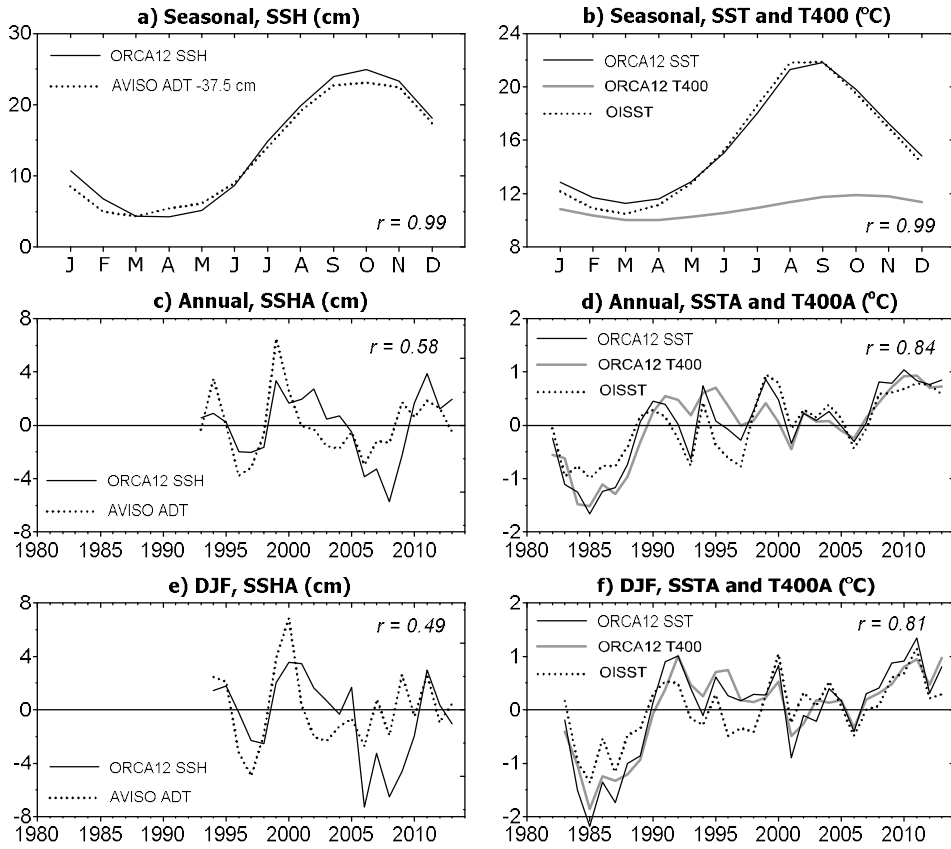 a) Seasonal, SSH (cm)
30
20
10
0
ORCA12 SSH
AVISO ADT -37.5 cm
r = 0.99
J F M A M J J A S O N D
b) Seasonal, SST and T400 (°C)
24
20
16
12
8
ORCA12 SST
ORCA12 T400
OISST
r = 0.99
J F M A M J J A S O N D
c) Annual, SSHA (cm)
8
4
0
-4
-8
r = 0.58
ORCA12 SSH
AVISO ADT
1980 1985 1990 1995 2000 2005 2010
d) Annual, SSTA and T400A (°C)
2
1
0
-1
-2
ORCA12 SST
ORCA12 T400
OISST
r = 0.84
1980 1985 1990 1995 2000 2005 2010
e) DJF, SSHA (cm)
8
4
0
-4
-8
r = 0.49
ORCA12 SSH
AVISO ADT
1980 1985 1990 1995 2000 2005 2010
f) DJF, SSTA and T400A (°C)
2
1
0
-1
-2
ORCA12 SST
ORCA12 T400
OISST
r = 0.81
1980 1985 1990 1995 2000 2005 2010